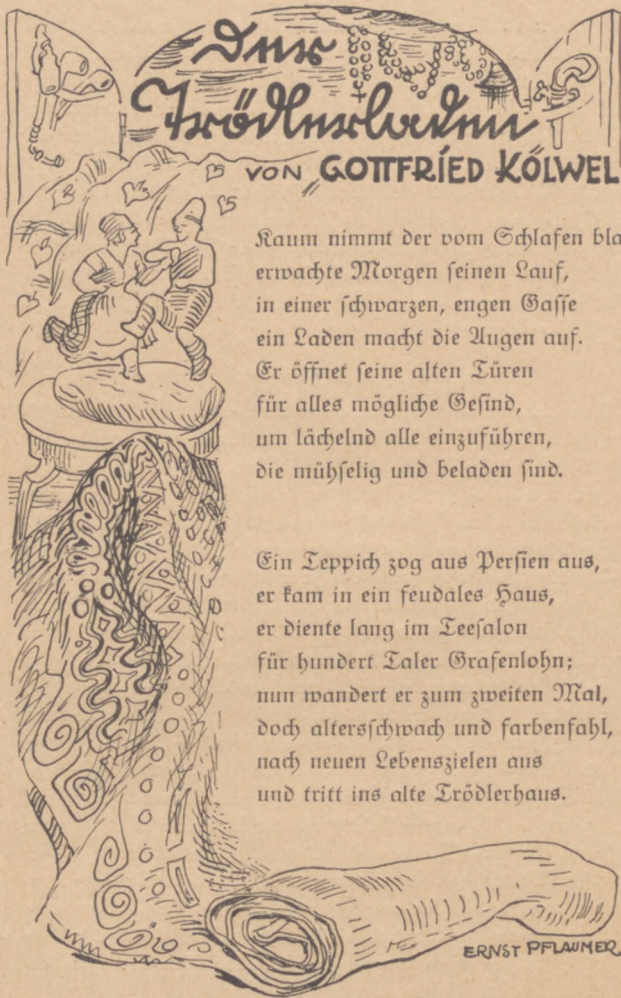 Der
Trödlerladen
VON GOTTFRIED KÖLWEL
Kaum nimmt der vom Schlafen
erwachte Morgen seinen Lauf,
in einer schwarzen, engen Gasse
ein Laden macht die Augen auf.
Er öffnet seine alten Türen
für alles mögliche Gesind,
um lächelnd alle einzuführen,
die mühselig und beladen sind.
Ein Teppich zog aus Persien aus,
er kam in ein feudales Haus,
er diente lang im Teesalon
für hundert Taler Grafenlohn;
nun wandert er zum zweiten Mal,
doch altersschwach und farbenfahl,
nach neuen Lebenszielen aus
und tritt ins alte Trödlerhaus.
ERNST PFLAUMER